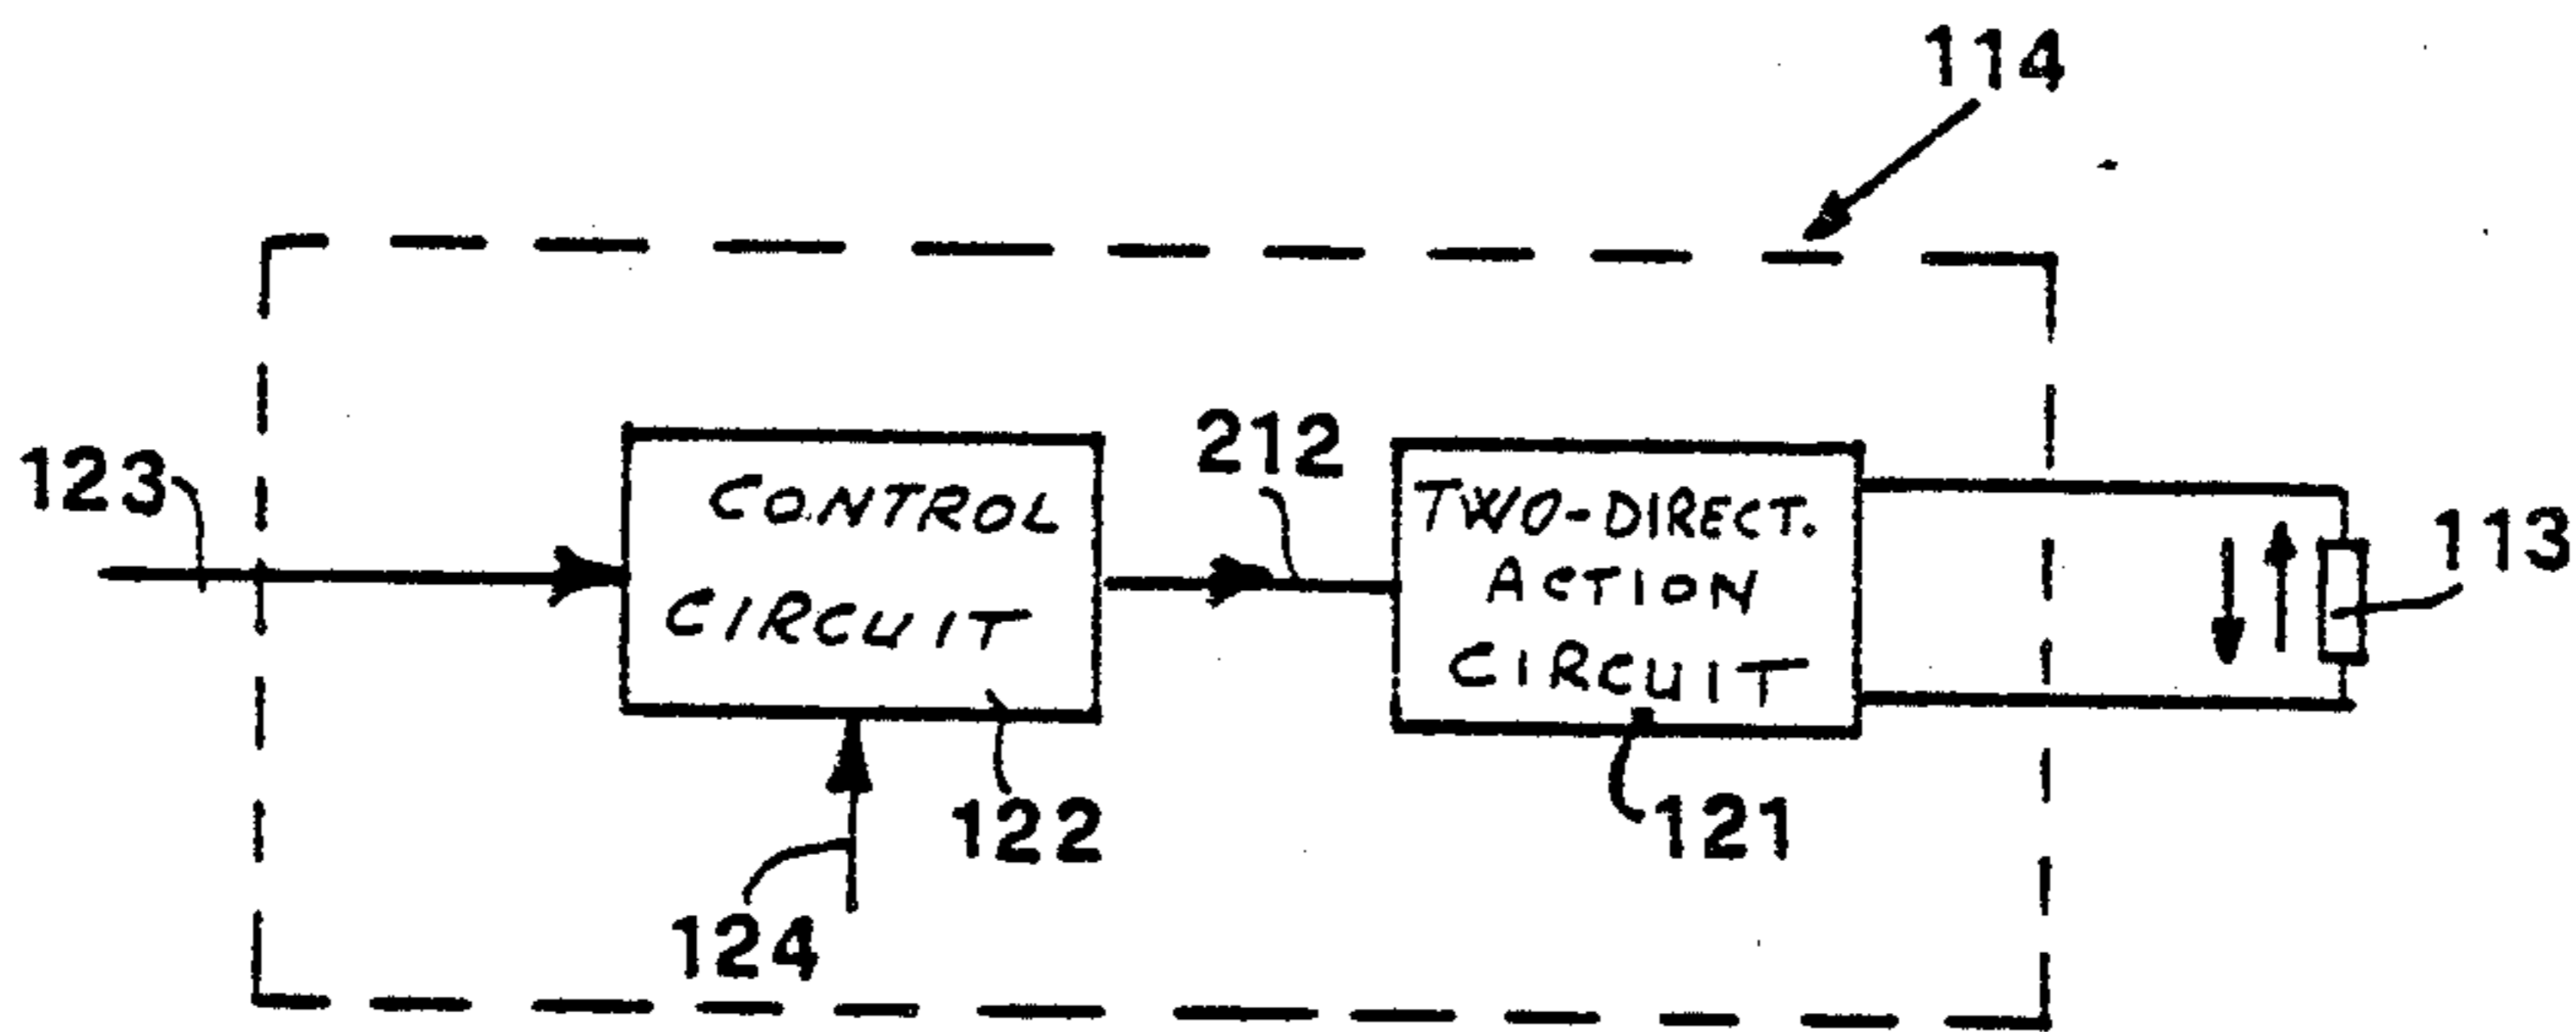 114
123
CONTROL
CIRCUIT
212
TWO-DIRECT.
ACTION
CIRCUIT
113
122
121
124